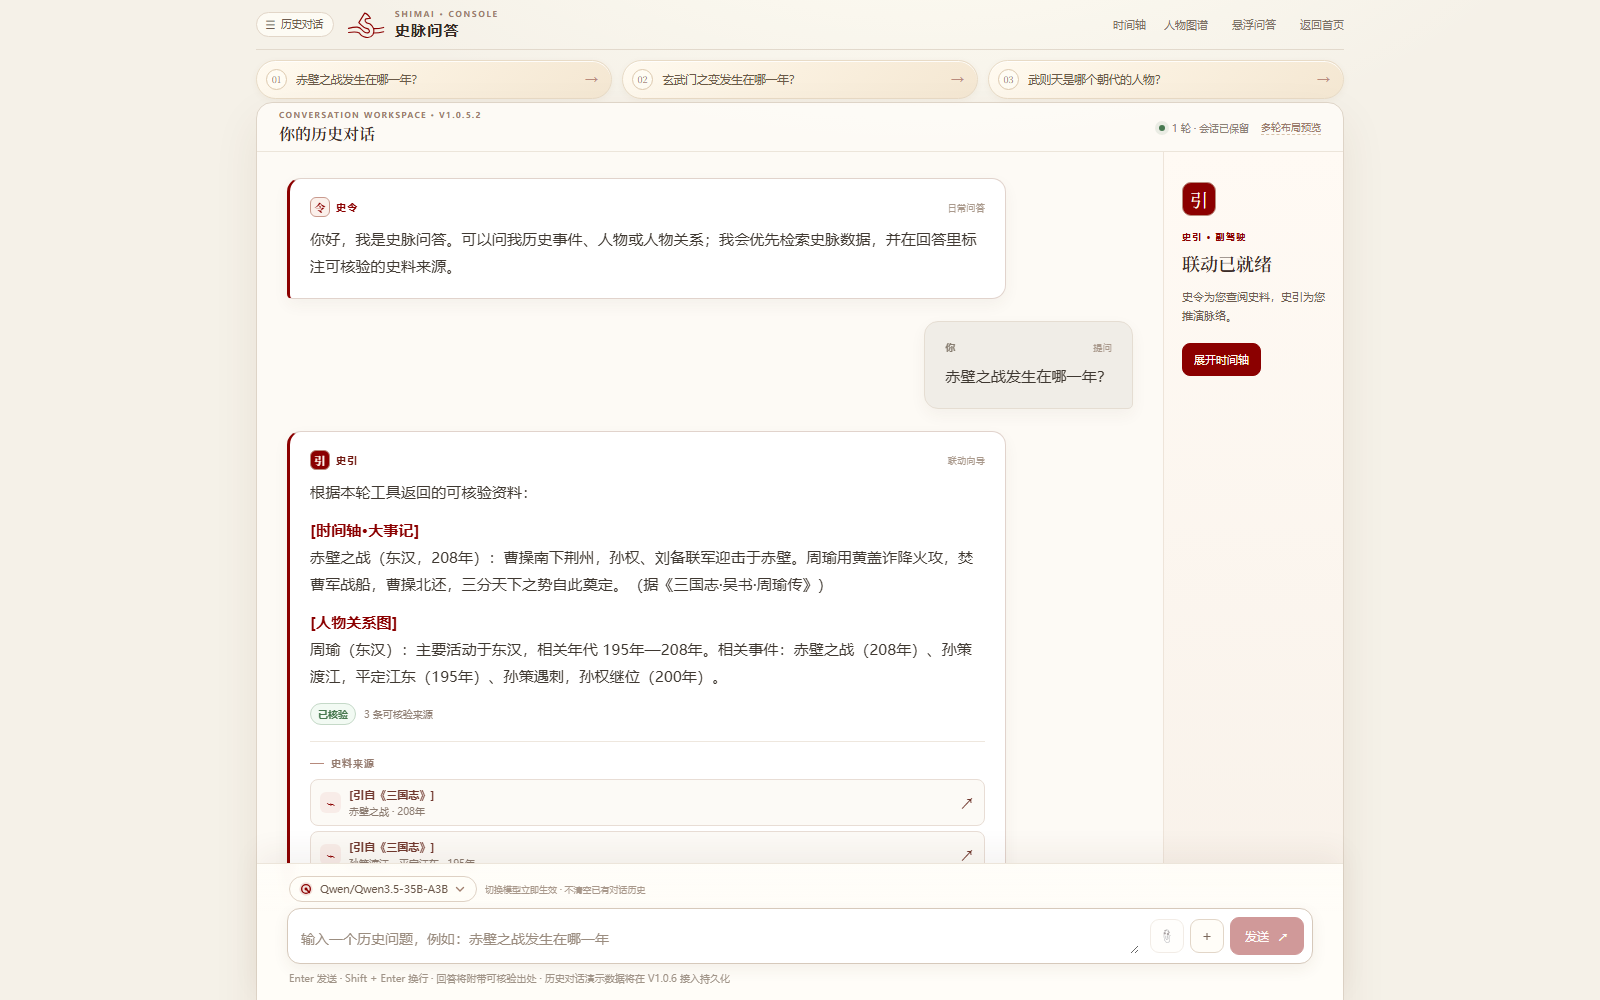 ☰ 历史对话
SHIMAI • CONSOLE
史脉问答
时间轴 人物图谱 悬浮问答 返回首页
01 赤壁之战发生在哪一年？ →
02 玄武门之变发生在哪一年？ →
03 武则天是哪个朝代的人物？ →
CONVERSATION WORKSPACE • V1.0.5.2
你的历史对话
1 轮 · 会话已保留 多轮布局预览
令 史令 日常问答
你好，我是史脉问答。可以问我历史事件、人物或人物关系；我会优先检索史脉数据，并在回答里标
注可核验的史料来源。
你 提问
赤壁之战发生在哪一年？
引 史引 联动向导
根据本轮工具返回的可核验资料：
[时间轴•大事记]
赤壁之战（东汉，208年）：曹操南下荆州，孙权、刘备联军迎击于赤壁。周瑜用黄盖诈降火攻，焚
曹军战船，曹操北还，三分天下之势自此奠定。（据《三国志·吴书·周瑜传》）
[人物关系图]
周瑜（东汉）：主要活动于东汉，相关年代 195年—208年。相关事件：赤壁之战（208年）、孙策
渡江，平定江东（195年）、孙策遇刺，孙权继位（200年）。
已核验 3 条可核验来源
— 史料来源
[引自《三国志》]
赤壁之战 · 208年
↗
[引自《三国志》]
孙策渡江，平定江东 · 195年
↗
引
史引 • 副驾驶
联动已就绪
史令为您查阅史料，史引为您
推演脉络。
展开时间轴
Qwen/Qwen3.5-35B-A3B 切换模型立即生效 · 不清空已有对话历史
输入一个历史问题，例如：赤壁之战发生在哪一年
+ 发送 ↗
Enter 发送 · Shift + Enter 换行 · 回答将附带可核验出处 · 历史对话演示数据将在 V1.0.6 接入持久化